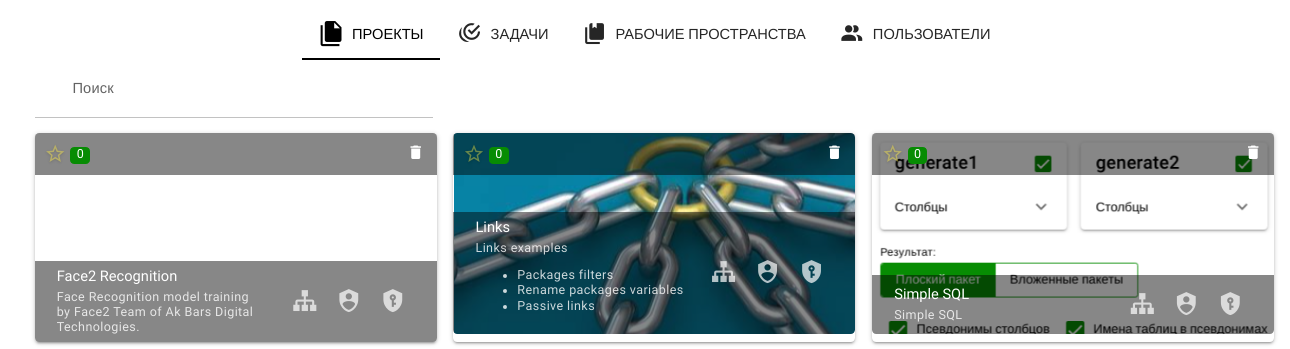 ПРОЕКТЫ ЗАДАЧИ РАБОЧИЕ ПРОСТРАНСТВА ПОЛЬЗОВАТЕЛИ
Поиск
0
Face2 Recognition
Face Recognition model training
by Face2 Team of Ak Bars Digital
Technologies.
0
Links
Links examples
Packages filters
Rename packages variables
Passive links
0
generate1 generate2
Столбцы Столбцы
Результат:
Плоский пакет Вложенные пакеты
Simple SQL
Simple SQL
Псевдонимы столбцов Имена таблиц в псевдонимах